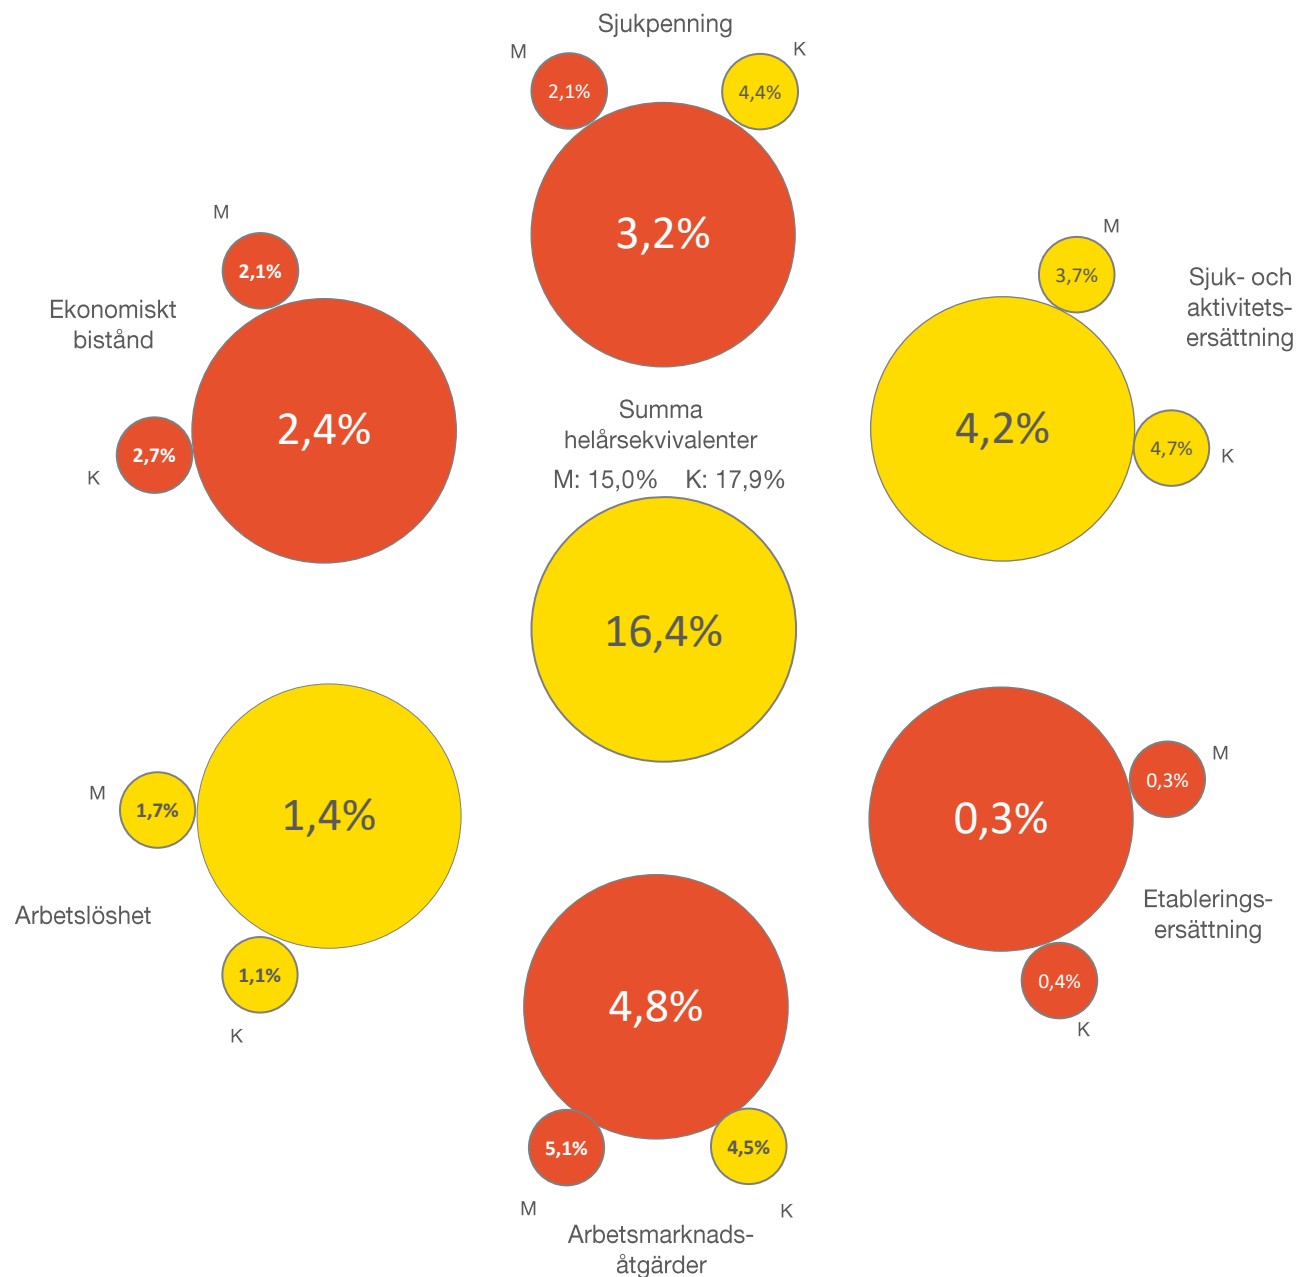 Sjukpenning
M
K
2,1%
4,4%
3,2%
M
2,1%
Ekonomiskt
bistånd
2,4%
2,7%
K
M
3,7%
Sjuk- och
aktivitets-
ersättning
4,2%
4,7%
K
Summa
helårsekvivalenter
M: 15,0% K: 17,9%
16,4%
M
1,7%
1,4%
Arbetslöshet
1,1%
K
M
0,3%
0,3%
Etablerings-
ersättning
0,4%
K
4,8%
5,1%
4,5%
M
K
Arbetsmarknads-
åtgärder